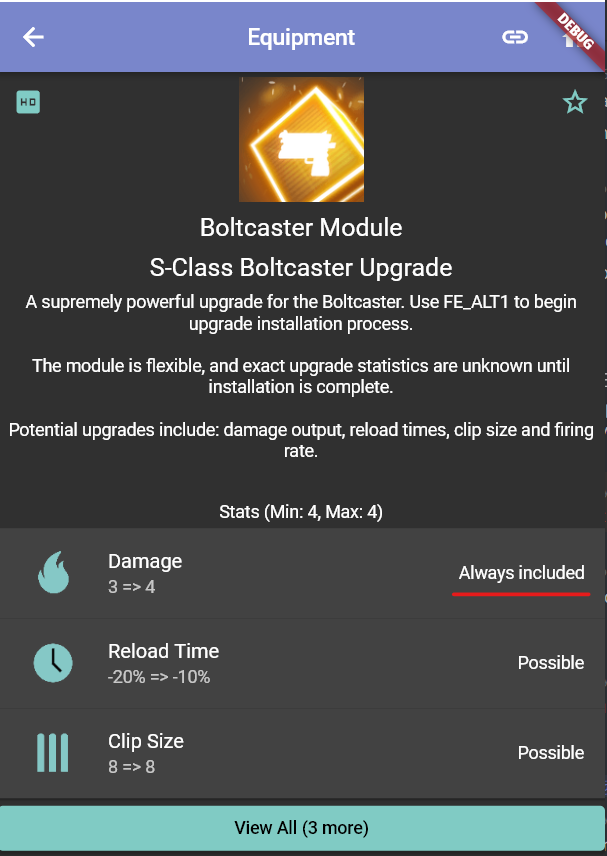 Equipment
DEBUG
HD
Boltcaster Module
S-Class Boltcaster Upgrade
A supremely powerful upgrade for the Boltcaster. Use FE_ALT1 to begin
upgrade installation process.
The module is flexible, and exact upgrade statistics are unknown until
installation is complete.
Potential upgrades include: damage output, reload times, clip size and firing
rate.
Stats (Min: 4, Max: 4)
Damage
3 => 4
Always included
Reload Time
-20% => -10%
Possible
Clip Size
8 => 8
Possible
View All (3 more)